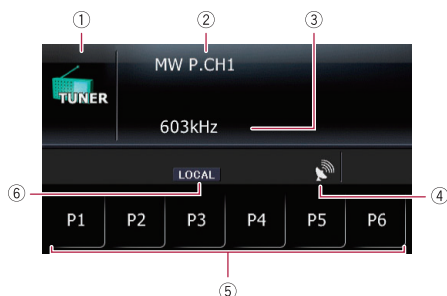 ① ② ③
MW P.CH1
TUNER
603kHz
LOCAL
⑥ ④
P1 P2 P3 P4 P5 P6
⑤